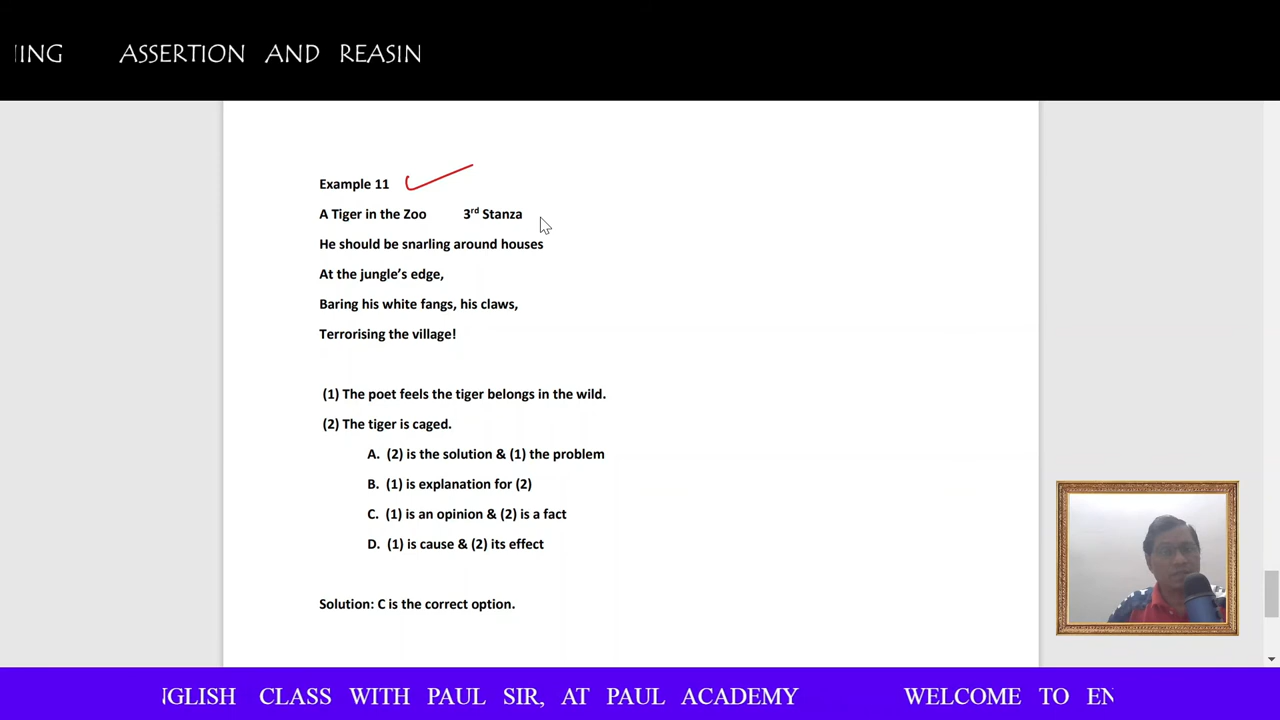 ING ASSERTION AND REASIN
Example 11
A Tiger in the Zoo 3rd Stanza
He should be snarling around houses
At the jungle’s edge,
Baring his white fangs, his claws,
Terrorising the village!
(1) The poet feels the tiger belongs in the wild.
(2) The tiger is caged.
A. (2) is the solution & (1) the problem
B. (1) is explanation for (2)
C. (1) is an opinion & (2) is a fact
D. (1) is cause & (2) its effect
Solution: C is the correct option.
NGLISH CLASS WITH PAUL SIR, AT PAUL ACADEMY WELCOME TO EN